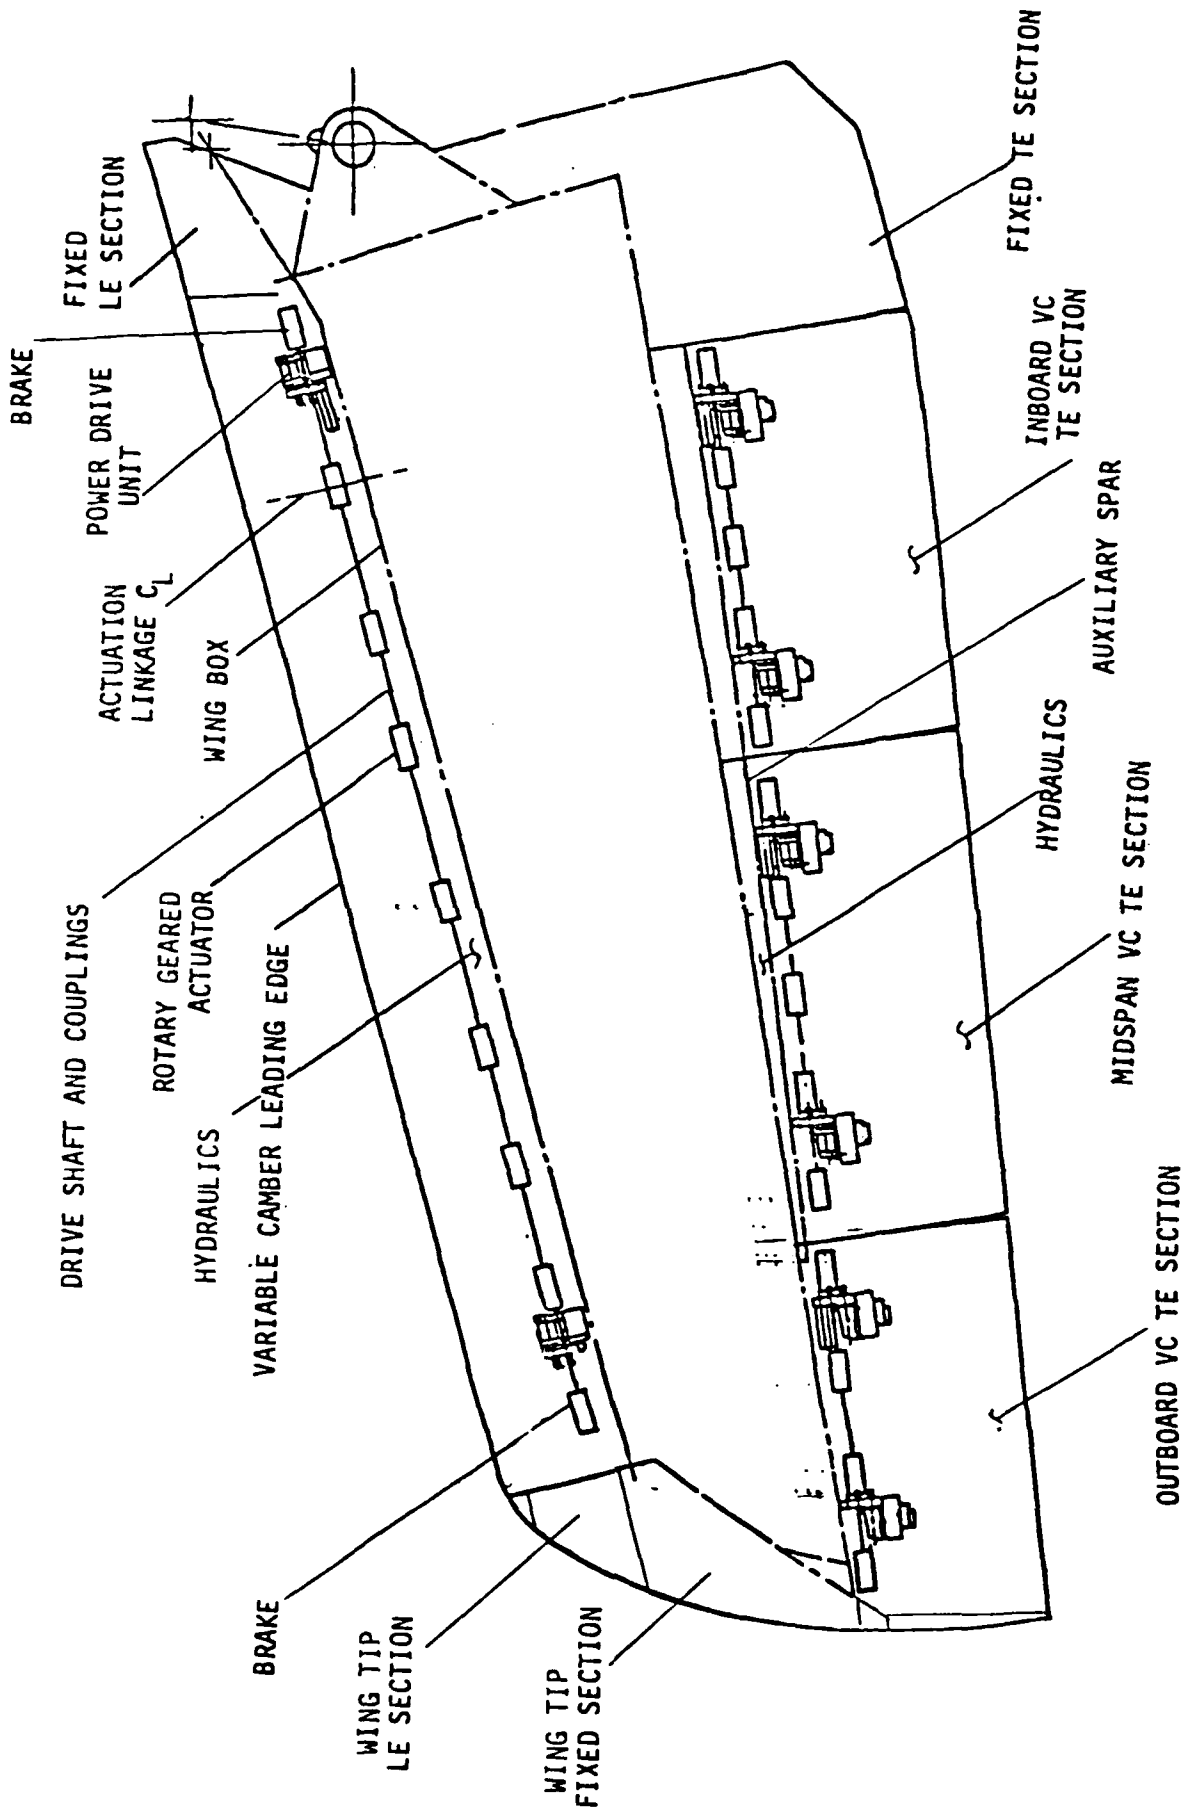 BRAKE
FIXED
LE SECTION
POWER DRIVE
UNIT
ACTUATION
LINKAGE CL
WING BOX
DRIVE SHAFT AND COUPLINGS
ROTARY GEARED
ACTUATOR
HYDRAULICS
VARIABLE CAMBER LEADING EDGE
BRAKE
WING TIP
LE SECTION
WING TIP
FIXED SECTION
FIXED TE SECTION
INBOARD VC
TE SECTION
AUXILIARY SPAR
HYDRAULICS
MIDSPAN VC TE SECTION
OUTBOARD VC TE SECTION